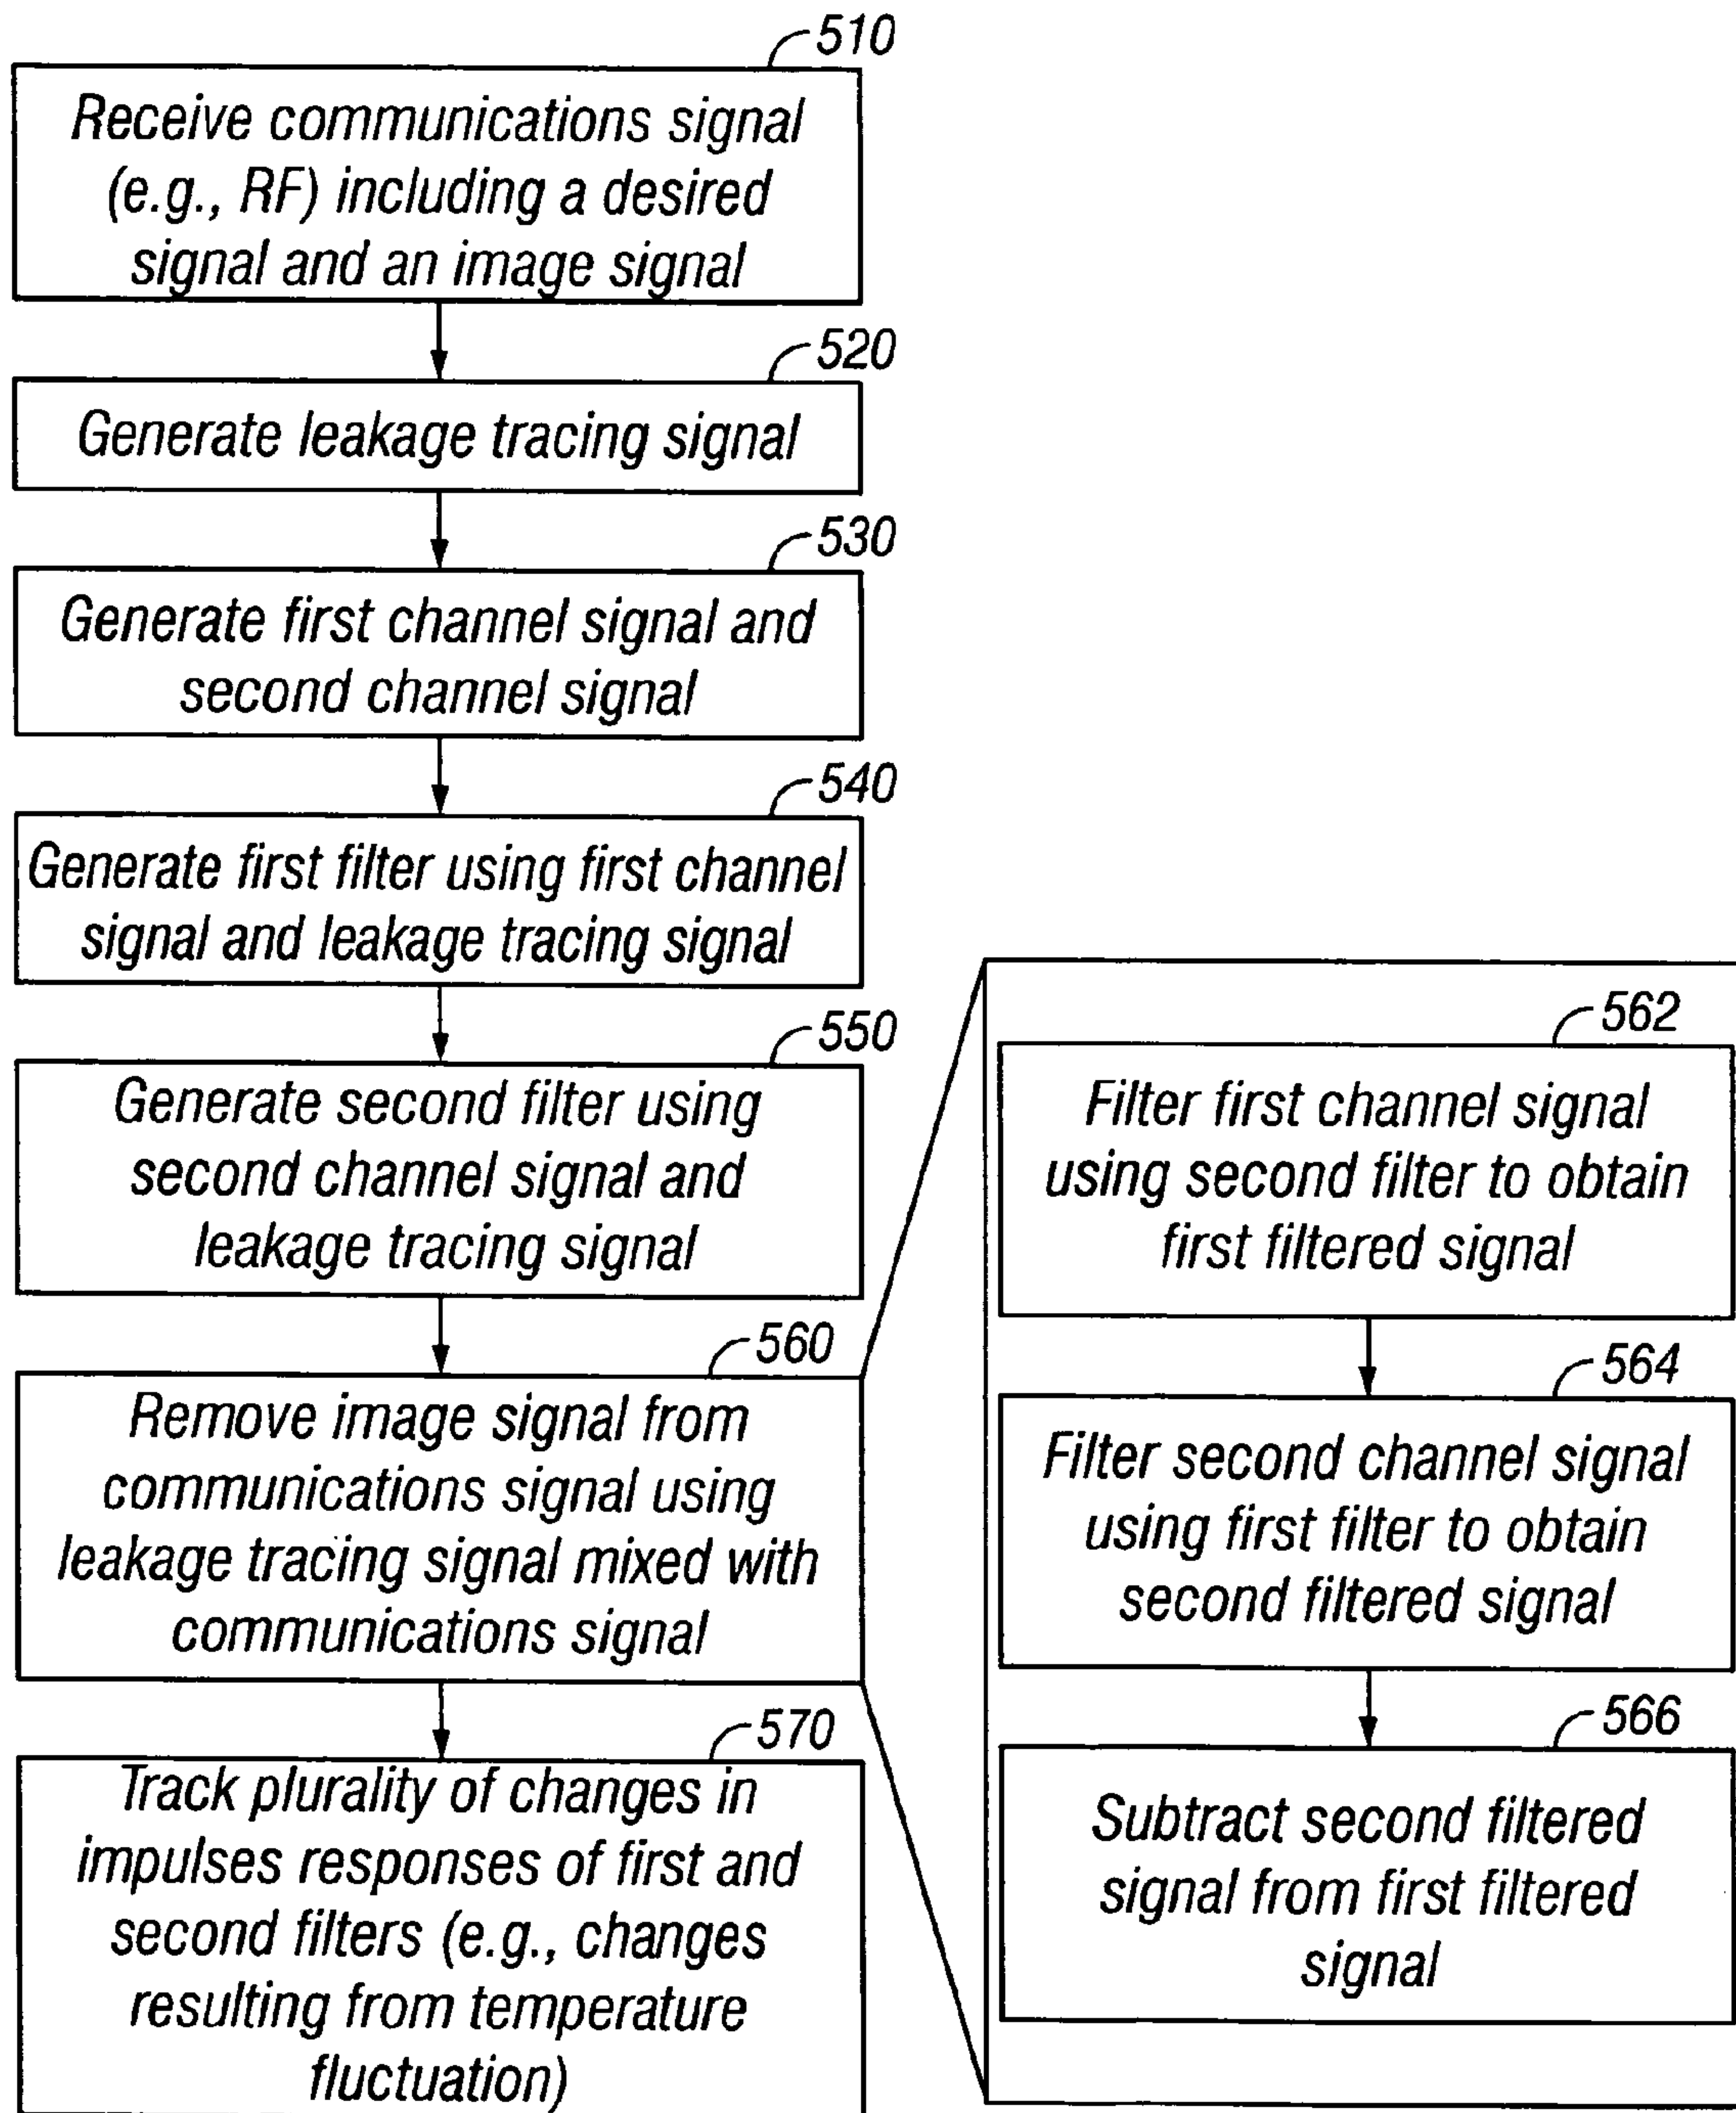 510
Receive communications signal
(e.g., RF) including a desired
signal and an image signal
520
Generate leakage tracing signal
530
Generate first channel signal and
second channel signal
540
Generate first filter using first channel
signal and leakage tracing signal
550
Generate second filter using
second channel signal and
leakage tracing signal
560
Remove image signal from
communications signal using
leakage tracing signal mixed with
communications signal
570
Track plurality of changes in
impulses responses of first and
second filters (e.g., changes
resulting from temperature
fluctuation)
562
Filter first channel signal
using second filter to obtain
first filtered signal
564
Filter second channel signal
using first filter to obtain
second filtered signal
566
Subtract second filtered
signal from first filtered
signal